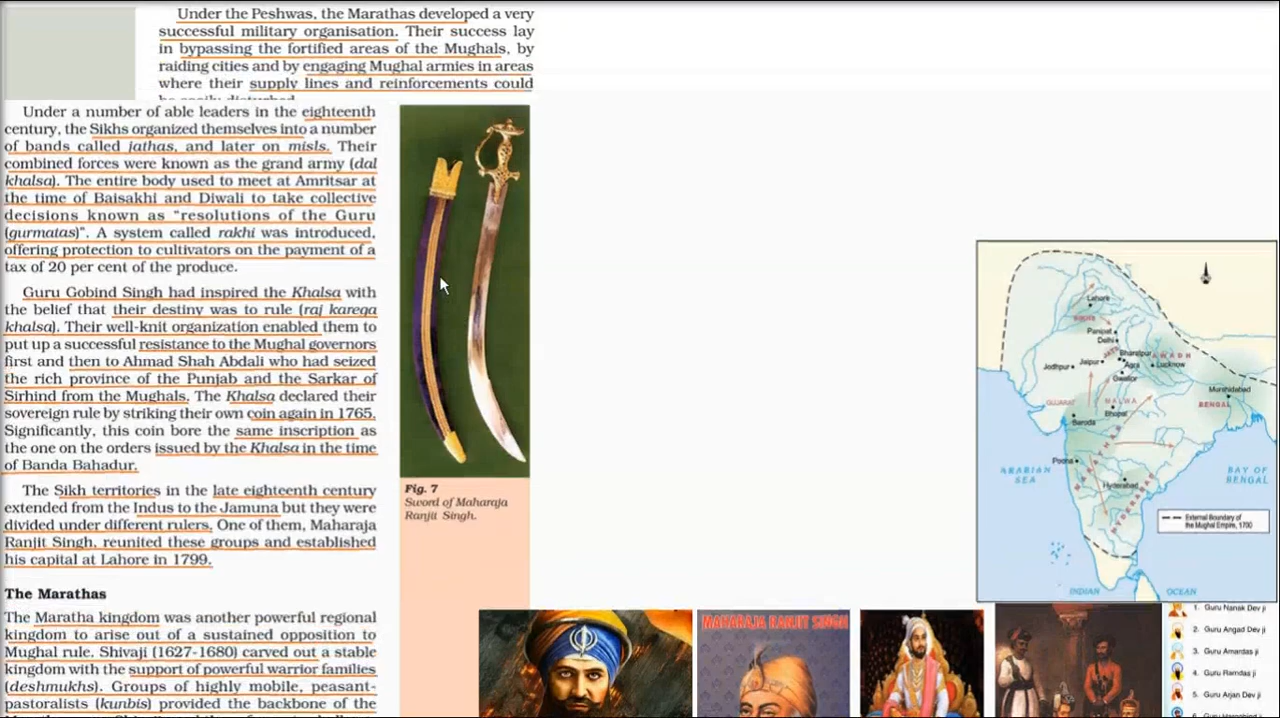 Under the Peshwas, the Marathas developed a very
successful military organisation. Their success lay
in bypassing the fortified areas of the Mughals, by
raiding cities and by engaging Mughal armies in areas
where their supply lines and reinforcements could
be easily disturbed.
Under a number of able leaders in the eighteenth
century, the Sikhs organized themselves into a number
of bands called jathas, and later on misls. Their
combined forces were known as the grand army (dal
khalsa). The entire body used to meet at Amritsar at
the time of Baisakhi and Diwali to take collective
decisions known as "resolutions of the Guru
(gurmatas)". A system called rakhi was introduced,
offering protection to cultivators on the payment of a
tax of 20 per cent of the produce.
Guru Gobind Singh had inspired the Khalsa with
the belief that their destiny was to rule (raj karega
khalsa). Their well-knit organization enabled them to
put up a successful resistance to the Mughal governors
first and then to Ahmad Shah Abdali who had seized
the rich province of the Punjab and the Sarkar of
Sirhind from the Mughals. The Khalsa declared their
sovereign rule by striking their own coin again in 1765.
Significantly, this coin bore the same inscription as
the one on the orders issued by the Khalsa in the time
of Banda Bahadur.
The Sikh territories in the late eighteenth century
extended from the Indus to the Jamuna but they were
divided under different rulers. One of them, Maharaja
Ranjit Singh, reunited these groups and established
his capital at Lahore in 1799.
The Marathas
The Maratha kingdom was another powerful regional
kingdom to arise out of a sustained opposition to
Mughal rule. Shivaji (1627-1680) carved out a stable
kingdom with the support of powerful warrior families
(deshmukhs). Groups of highly mobile, peasant-
pastoralists (kunbis) provided the backbone of the
Fig. 7
Sword of Maharaja
Ranjit Singh.
Lahore
SIKHS
Panipat
Delhi
JATS
Bharatpur
AWADH
Jodhpur
Jaipur
Agra
Lucknow
Gwalior
Murshidabad
GUJARAT
MALWA
BENGAL
Bhopal
Baroda
Poona
MARATHAS
ARABIAN
SEA
BAY OF
BENGAL
Hyderabad
HYDERABAD
External Boundary of
the Mughal Empire, 1700
INDIAN OCEAN
MAHARAJA RANJIT SINGH
1. Guru Nanak Dev ji
2. Guru Angad Dev ji
3. Guru Amardas ji
4. Guru Ramdas ji
5. Guru Arjan Dev ji